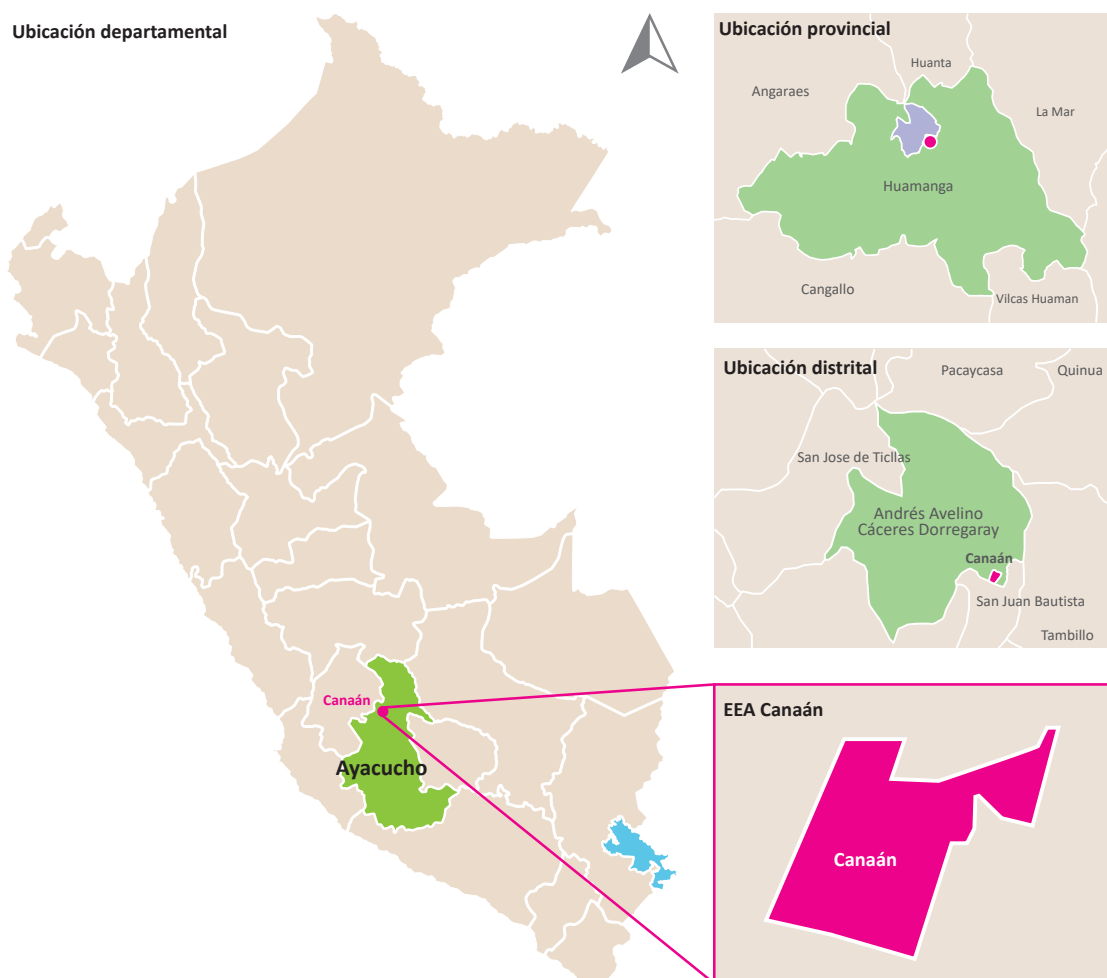 Ubicación departamental
Canaán
Ayacucho
Ubicación provincial
Huanta
Angaraes
La Mar
Huamanga
Cangallo
Vilcas Huaman
Ubicación distrital
Pacaycasa
Quinua
San Jose de Ticllas
Andrés Avelino
Cáceres Dorregaray
Canaán
San Juan Bautista
Tambillo
EEA Canaán
Canaán